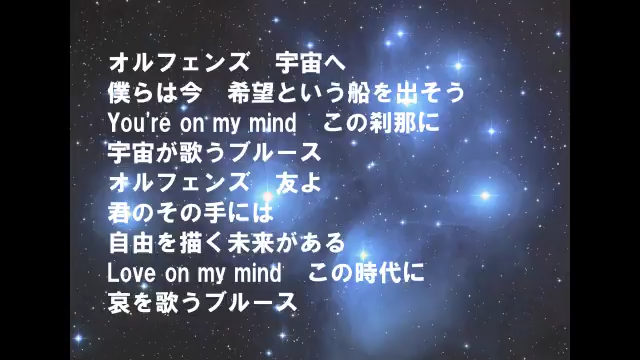 オルフェンズ　宇宙へ
僕らは今　希望という船を出そう
You're on my mind　この刹那に
宇宙が歌うブルース
オルフェンズ　友よ
君のその手には
自由を描く未来がある
Love on my mind　この時代に
哀を歌うブルース